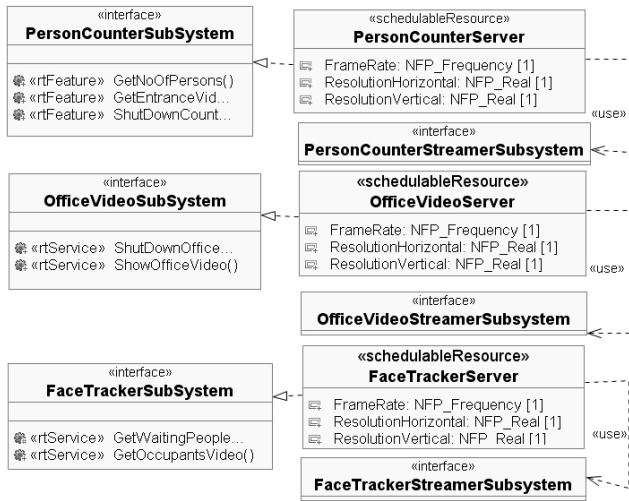 «interface»
PersonCounterSubSystem
«rtFeature» GetNoOfPersons()
«rtFeature» GetEntranceVid...
«rtFeature» ShutDownCount...
«schedulableResource»
PersonCounterServer
FrameRate: NFP_Frequency [1]
ResolutionHorizontal: NFP_Real [1]
ResolutionVertical: NFP_Real [1]
«use»
«interface»
PersonCounterStreamerSubsystem
«interface»
OfficeVideoSubSystem
«rtService» ShutDownOffice...
«rtService» ShowOfficeVideo()
«schedulableResource»
OfficeVideoServer
FrameRate: NFP_Frequency [1]
ResolutionHorizontal: NFP_Real [1]
ResolutionVertical: NFP_Real [1]
«use»
«interface»
OfficeVideoStreamerSubsystem
«interface»
FaceTrackerSubSystem
«rtService» GetWaitingPeople...
«rtService» GetOccupantsVideo()
«schedulableResource»
FaceTrackerServer
FrameRate: NFP_Frequency [1]
ResolutionHorizontal: NFP_Real [1]
ResolutionVertical: NFP_Real [1]
«use»
«interface»
FaceTrackerStreamerSubsystem